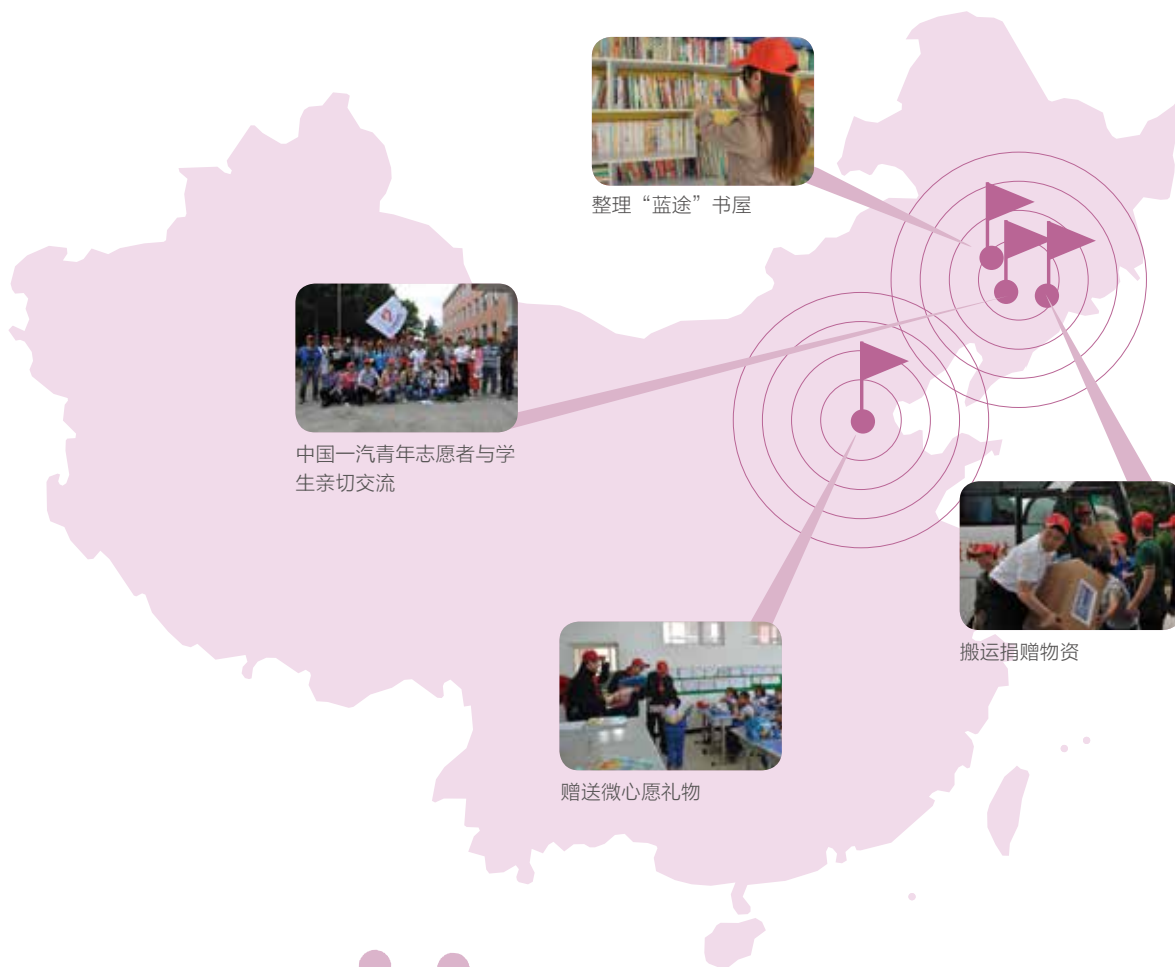 整理“蓝途”书屋
中国一汽青年志愿者与学
生亲切交流
搬运捐赠物资
赠送微心愿礼物